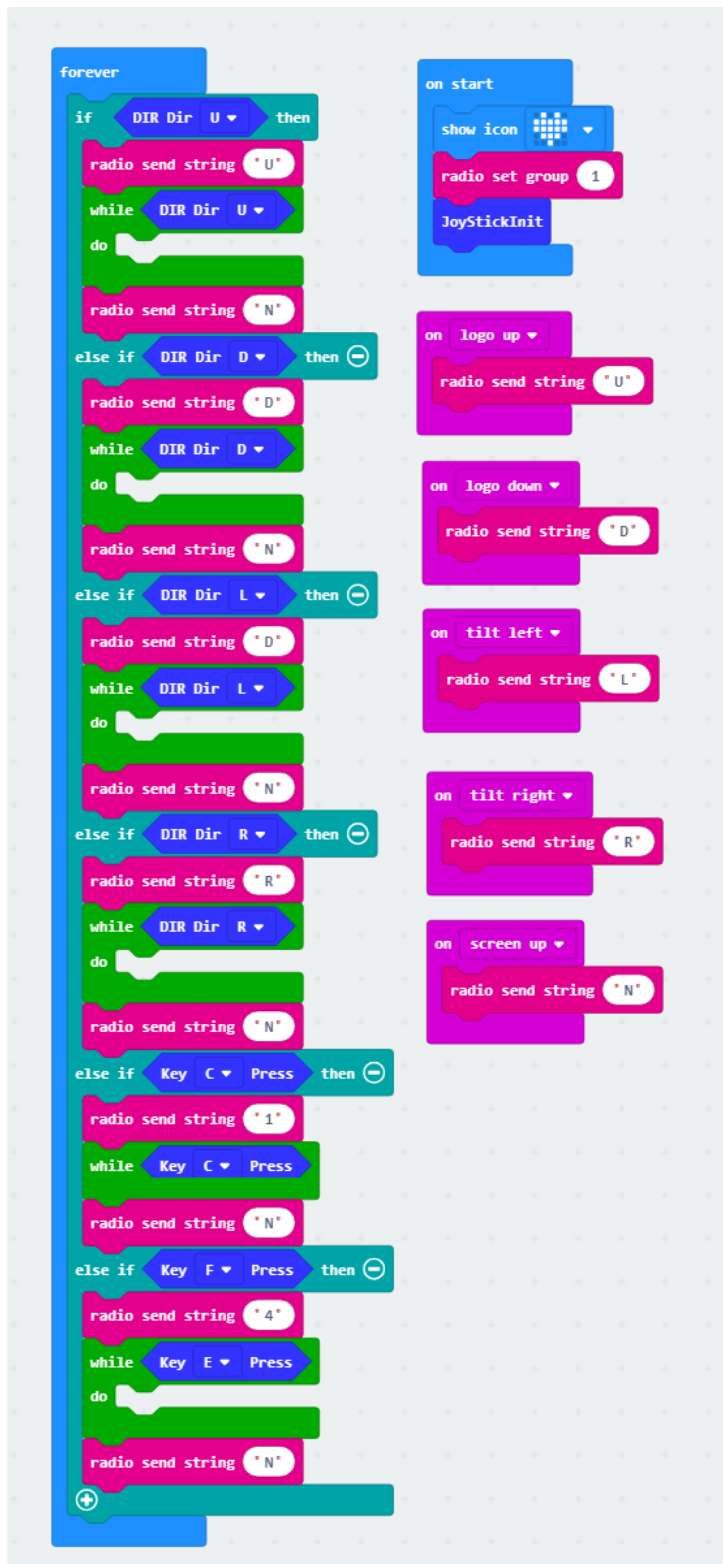 forever
if DIR Dir U then
radio send string "U"
while DIR Dir U
do
radio send string "N"
else if DIR Dir D then
radio send string "D"
while DIR Dir D
do
radio send string "N"
else if DIR Dir L then
radio send string "D"
while DIR Dir L
do
radio send string "N"
else if DIR Dir R then
radio send string "R"
while DIR Dir R
do
radio send string "N"
else if Key C Press then
radio send string "1"
while Key C Press
radio send string "N"
else if Key F Press then
radio send string "4"
while Key E Press
do
radio send string "N"
on start
show icon
radio set group 1
JoyStickInit
on logo up
radio send string "U"
on logo down
radio send string "D"
on tilt left
radio send string "L"
on tilt right
radio send string "R"
on screen up
radio send string "N"